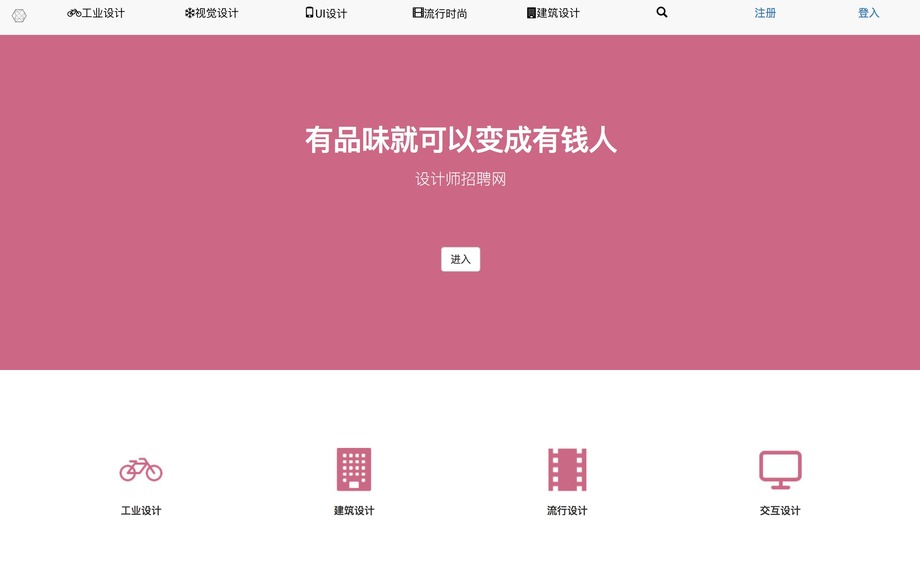 工业设计 视觉设计 UI设计 流行时尚 建筑设计 注册 登入
有品味就可以变成有钱人
设计师招聘网
进入
工业设计 建筑设计 流行设计 交互设计